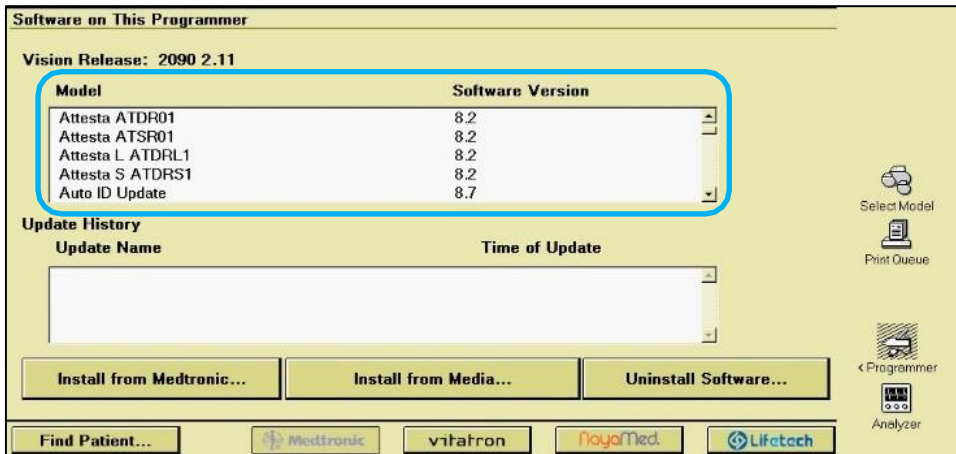 Software on This Programmer
Vision Release: 2090 2.11
Model Software Version
Attesta ATDR01 8.2
Attesta ATSR01 8.2
Attesta L ATDRL1 8.2
Attesta S ATDRS1 8.2
Auto ID Update 8.7
Select Model
Update History
Update Name Time of Update
Print Queue
Install from Medtronic... Install from Media... Uninstall Software...
< Programmer
Analyzer
Find Patient... Medtronic vitatron NayaMed. Lifetech